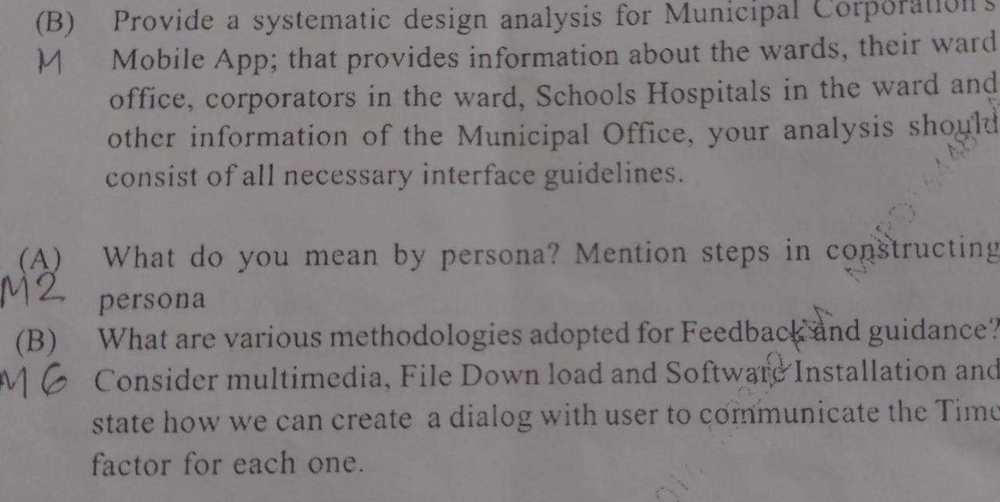 (B) Provide a systematic design analysis for Municipal Corporation's
M Mobile App; that provides information about the wards, their ward
office, corporators in the ward, Schools Hospitals in the ward and
other information of the Municipal Office, your analysis should
consist of all necessary interface guidelines.
(A) What do you mean by persona? Mention steps in constructing
M2 persona
(B) What are various methodologies adopted for Feedback and guidance?
M6 Consider multimedia, File Down load and Software Installation and
state how we can create a dialog with user to communicate the Time
factor for each one.